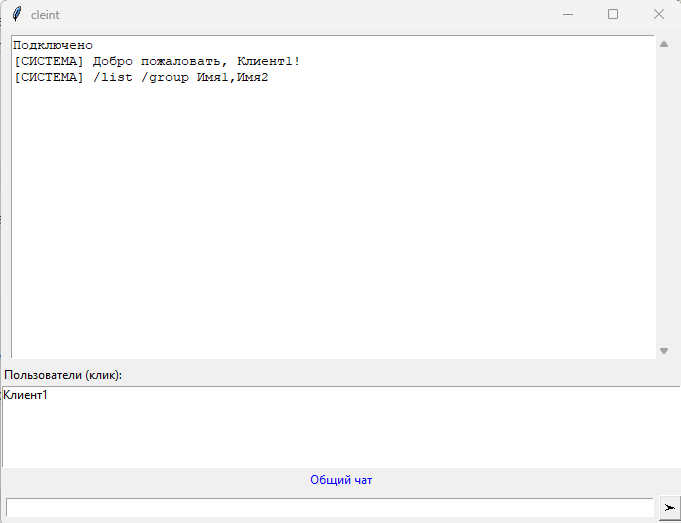 cleint
Подключено
[СИСТЕМА] Добро пожаловать, Клиент1!
[СИСТЕМА] /list /group Имя1,Имя2
Пользователи (клик):
Клиент1
Общий чат
➤